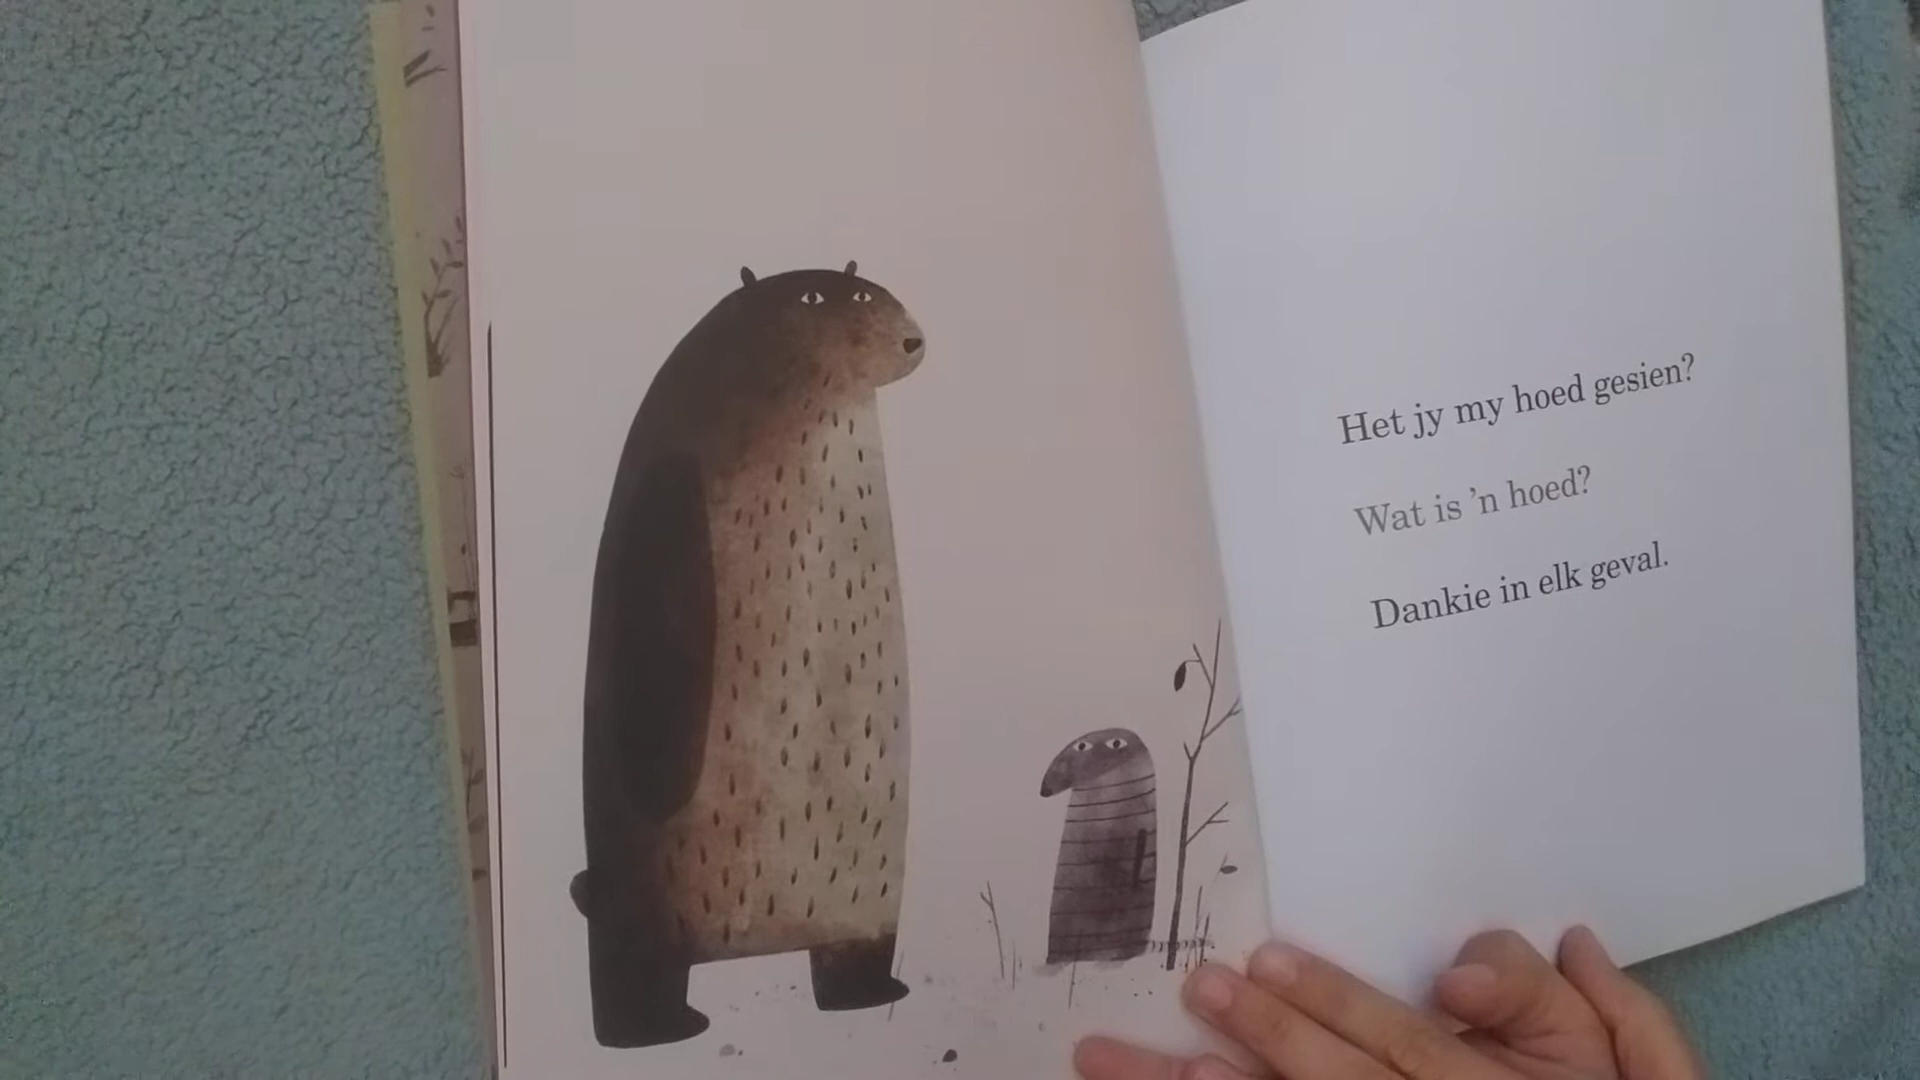 Het jy my hoed gesien?
Wat is ’n hoed?
Dankie in elk geval.